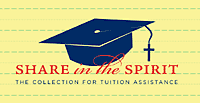 SHARE in the SPIRIT
THE COLLECTION FOR TUITION ASSISTANCE